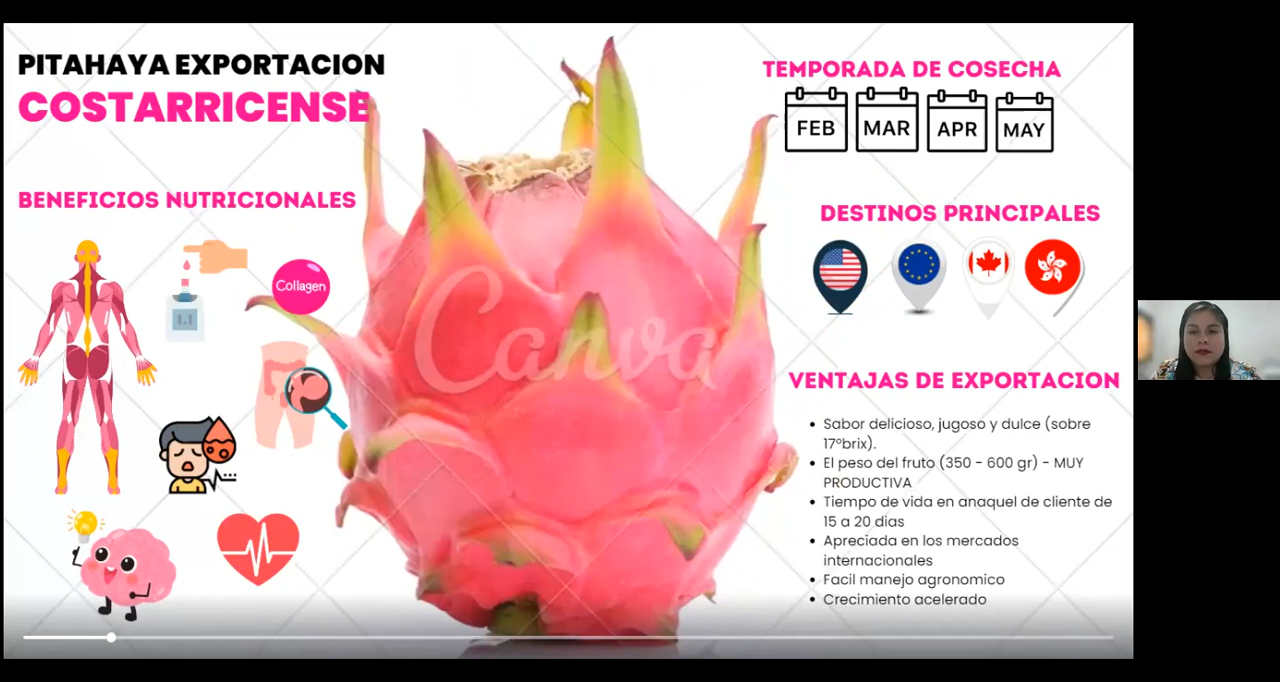 PITAHAYA EXPORTACION
COSTARRICENSE
BENEFICIOS NUTRICIONALES
Collagen
Canva
TEMPORADA DE COSECHA
FEB MAR APR MAY
DESTINOS PRINCIPALES
VENTAJAS DE EXPORTACION
• Sabor delicioso, jugoso y dulce (sobre
17°brix).
• El peso del fruto (350 - 600 gr) - MUY
PRODUCTIVA
• Tiempo de vida en anaquel de cliente de
15 a 20 dias
• Apreciada en los mercados
internacionales
• Facil manejo agronomico
• Crecimiento acelerado